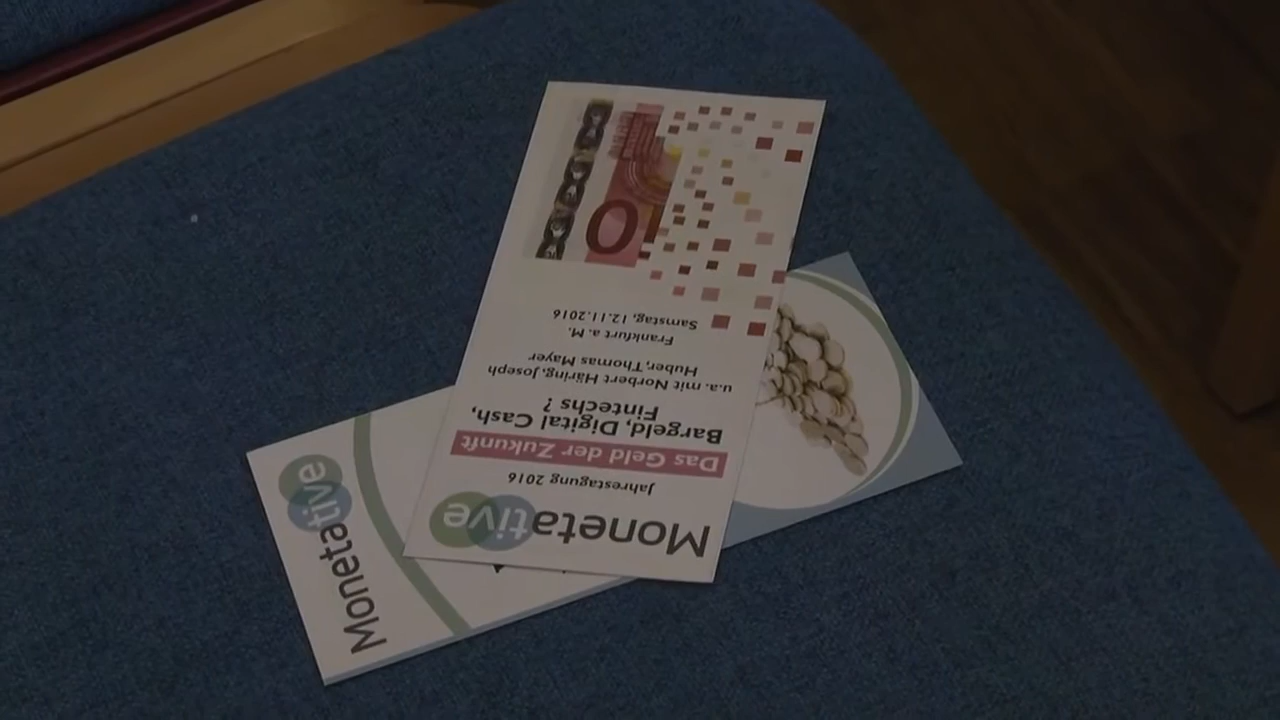 Monetative
Jahrestagung 2016
Das Geld der Zukunft
Bargeld, Digital Cash,
Fintechs ?
u.a. mit Norbert Häring, Joseph
Huber, Thomas Mayer
Frankfurt a. M.
Samstag, 12.11.2016
0
Monetative